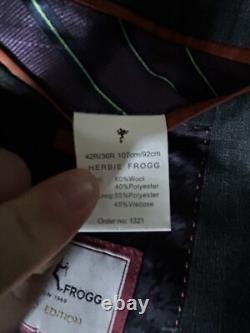 42R/36R 107cm/92cm
HERBIE FROGG
60%Wool
40%Polyester
55%Polyester
45%Viscose
Order no: 1321
FROGG
EDITION